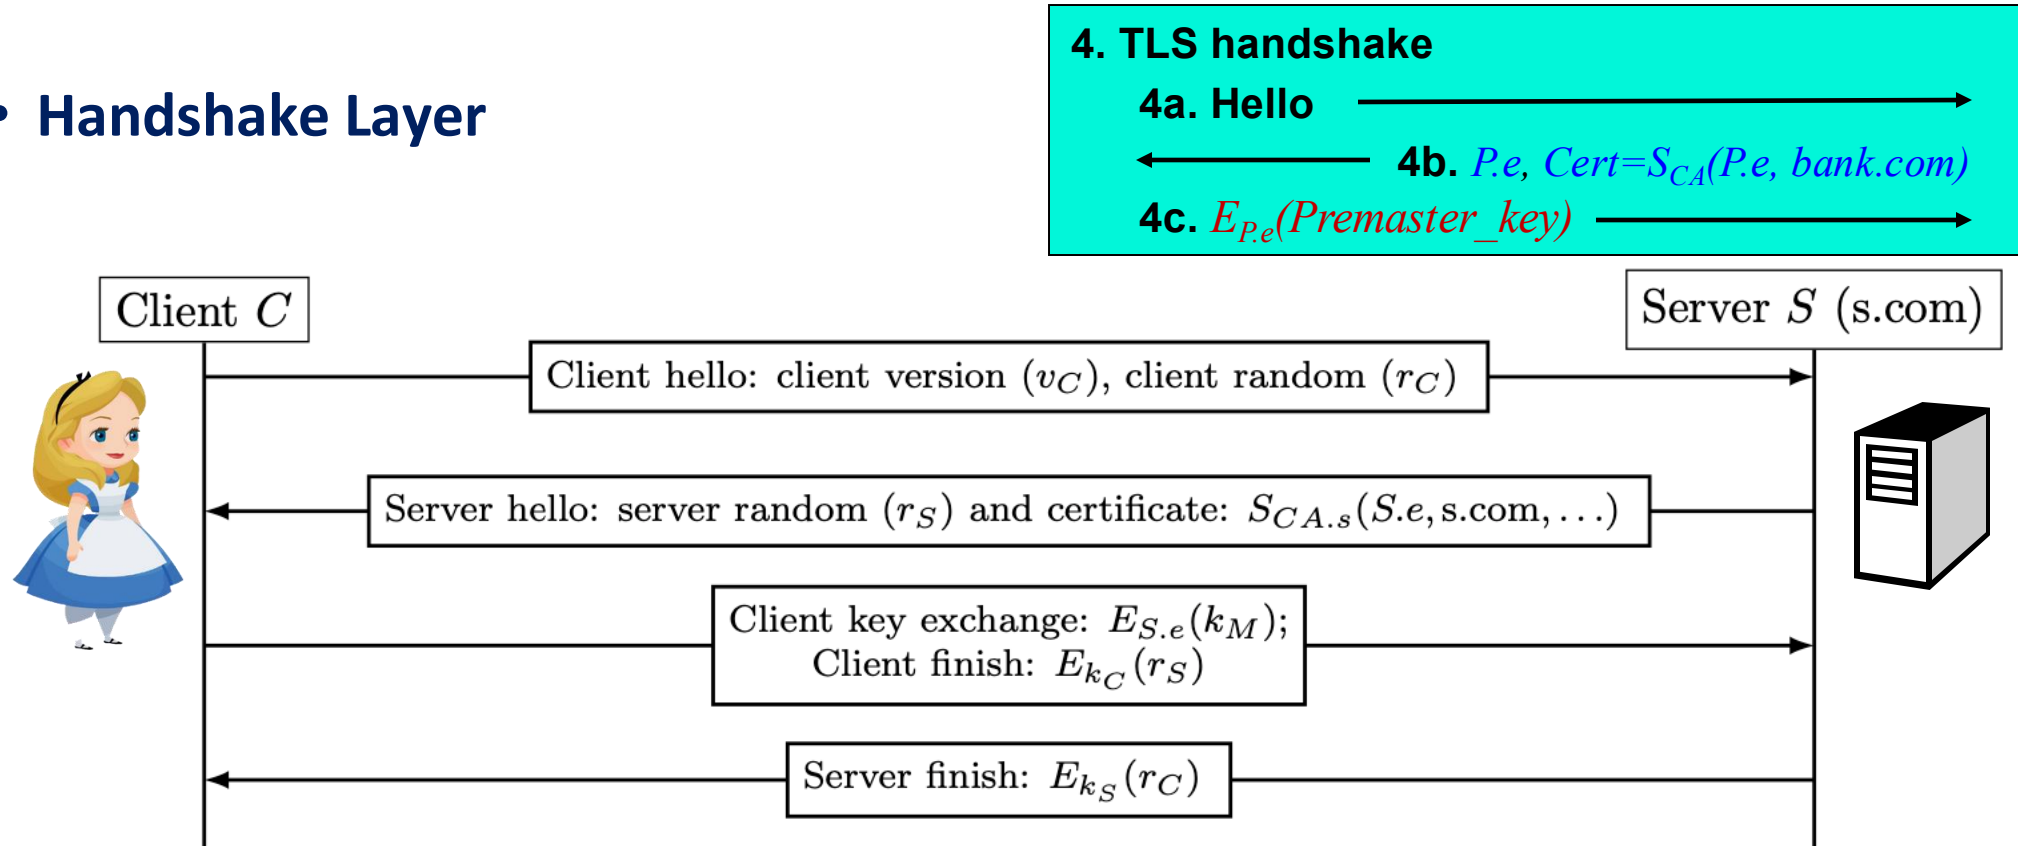 4. TLS handshake
4a. Hello
• Handshake Layer
4b. P.e, Cert=S_CA(P.e, bank.com)
4c. E_P.e(Premaster_key)
Client C
Server S (s.com)
Client hello: client version (v_C), client random (r_C)
Server hello: server random (r_S) and certificate: S_CA.s(S.e, s.com, . . .)
Client key exchange: E_S.e(k_M);
Client finish: E_k_C(r_S)
Server finish: E_k_S(r_C)